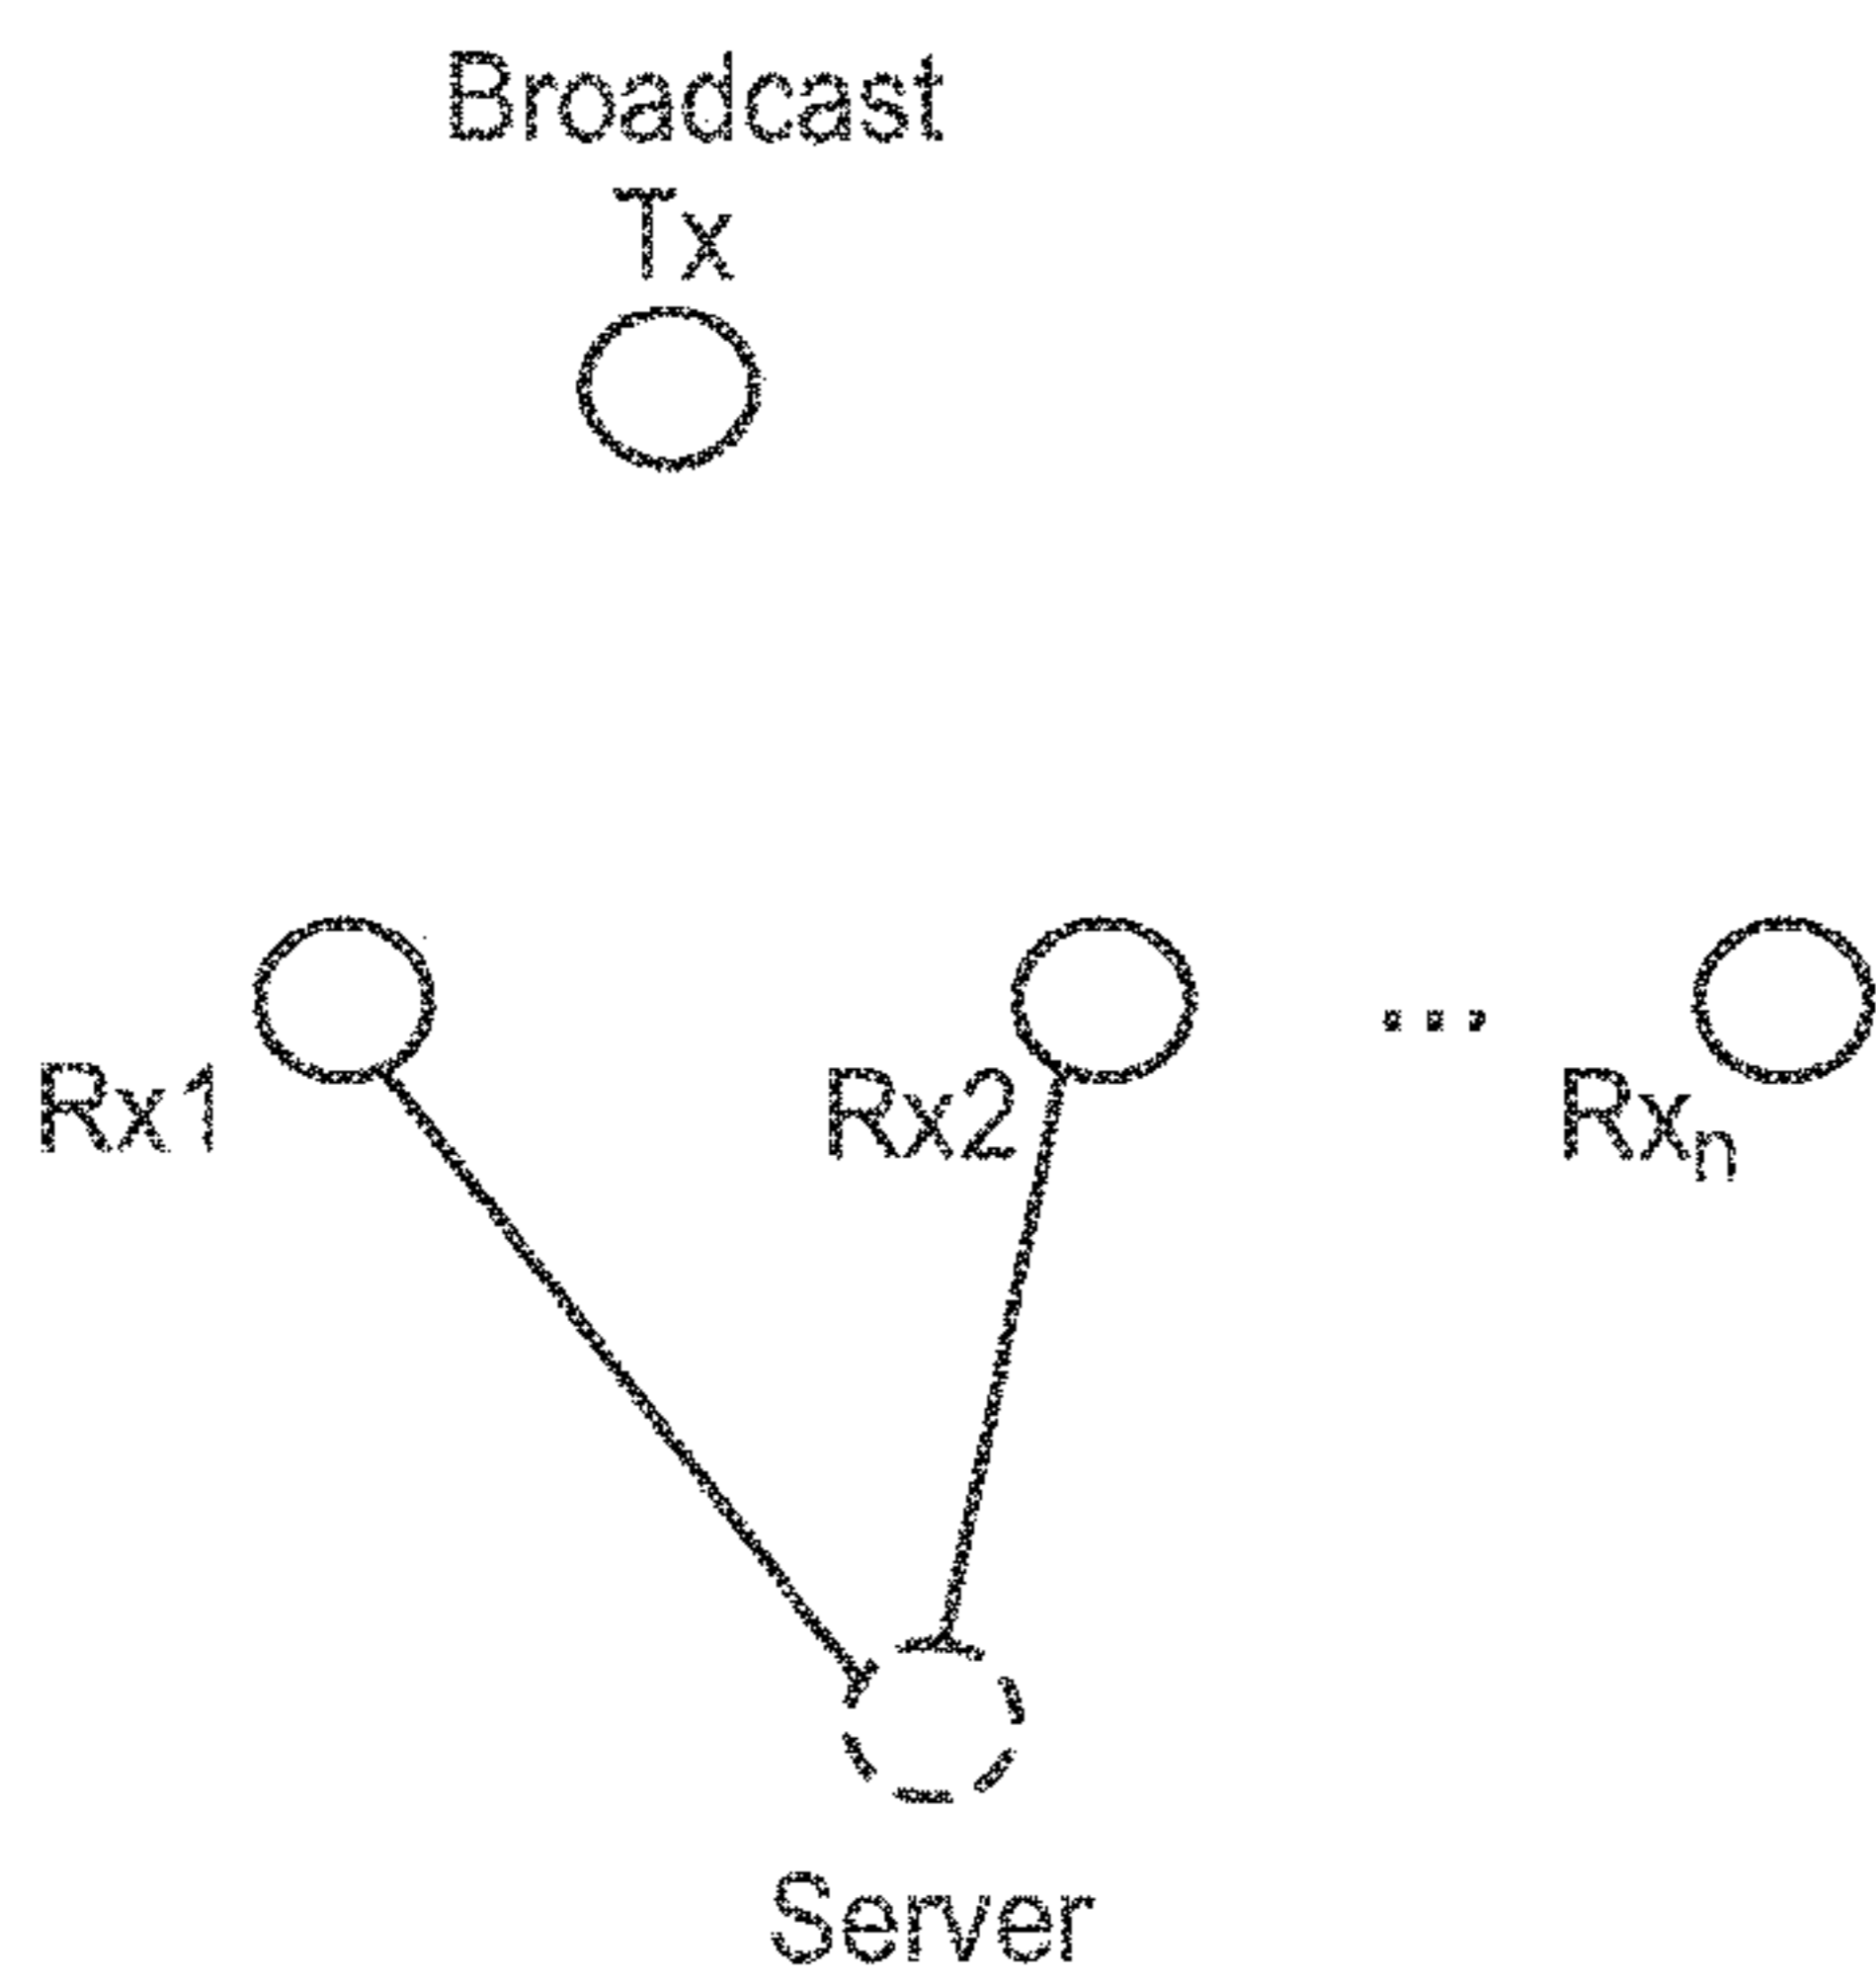 Broadcast
Tx
Rx1
Rx2
...
Rxn
Server